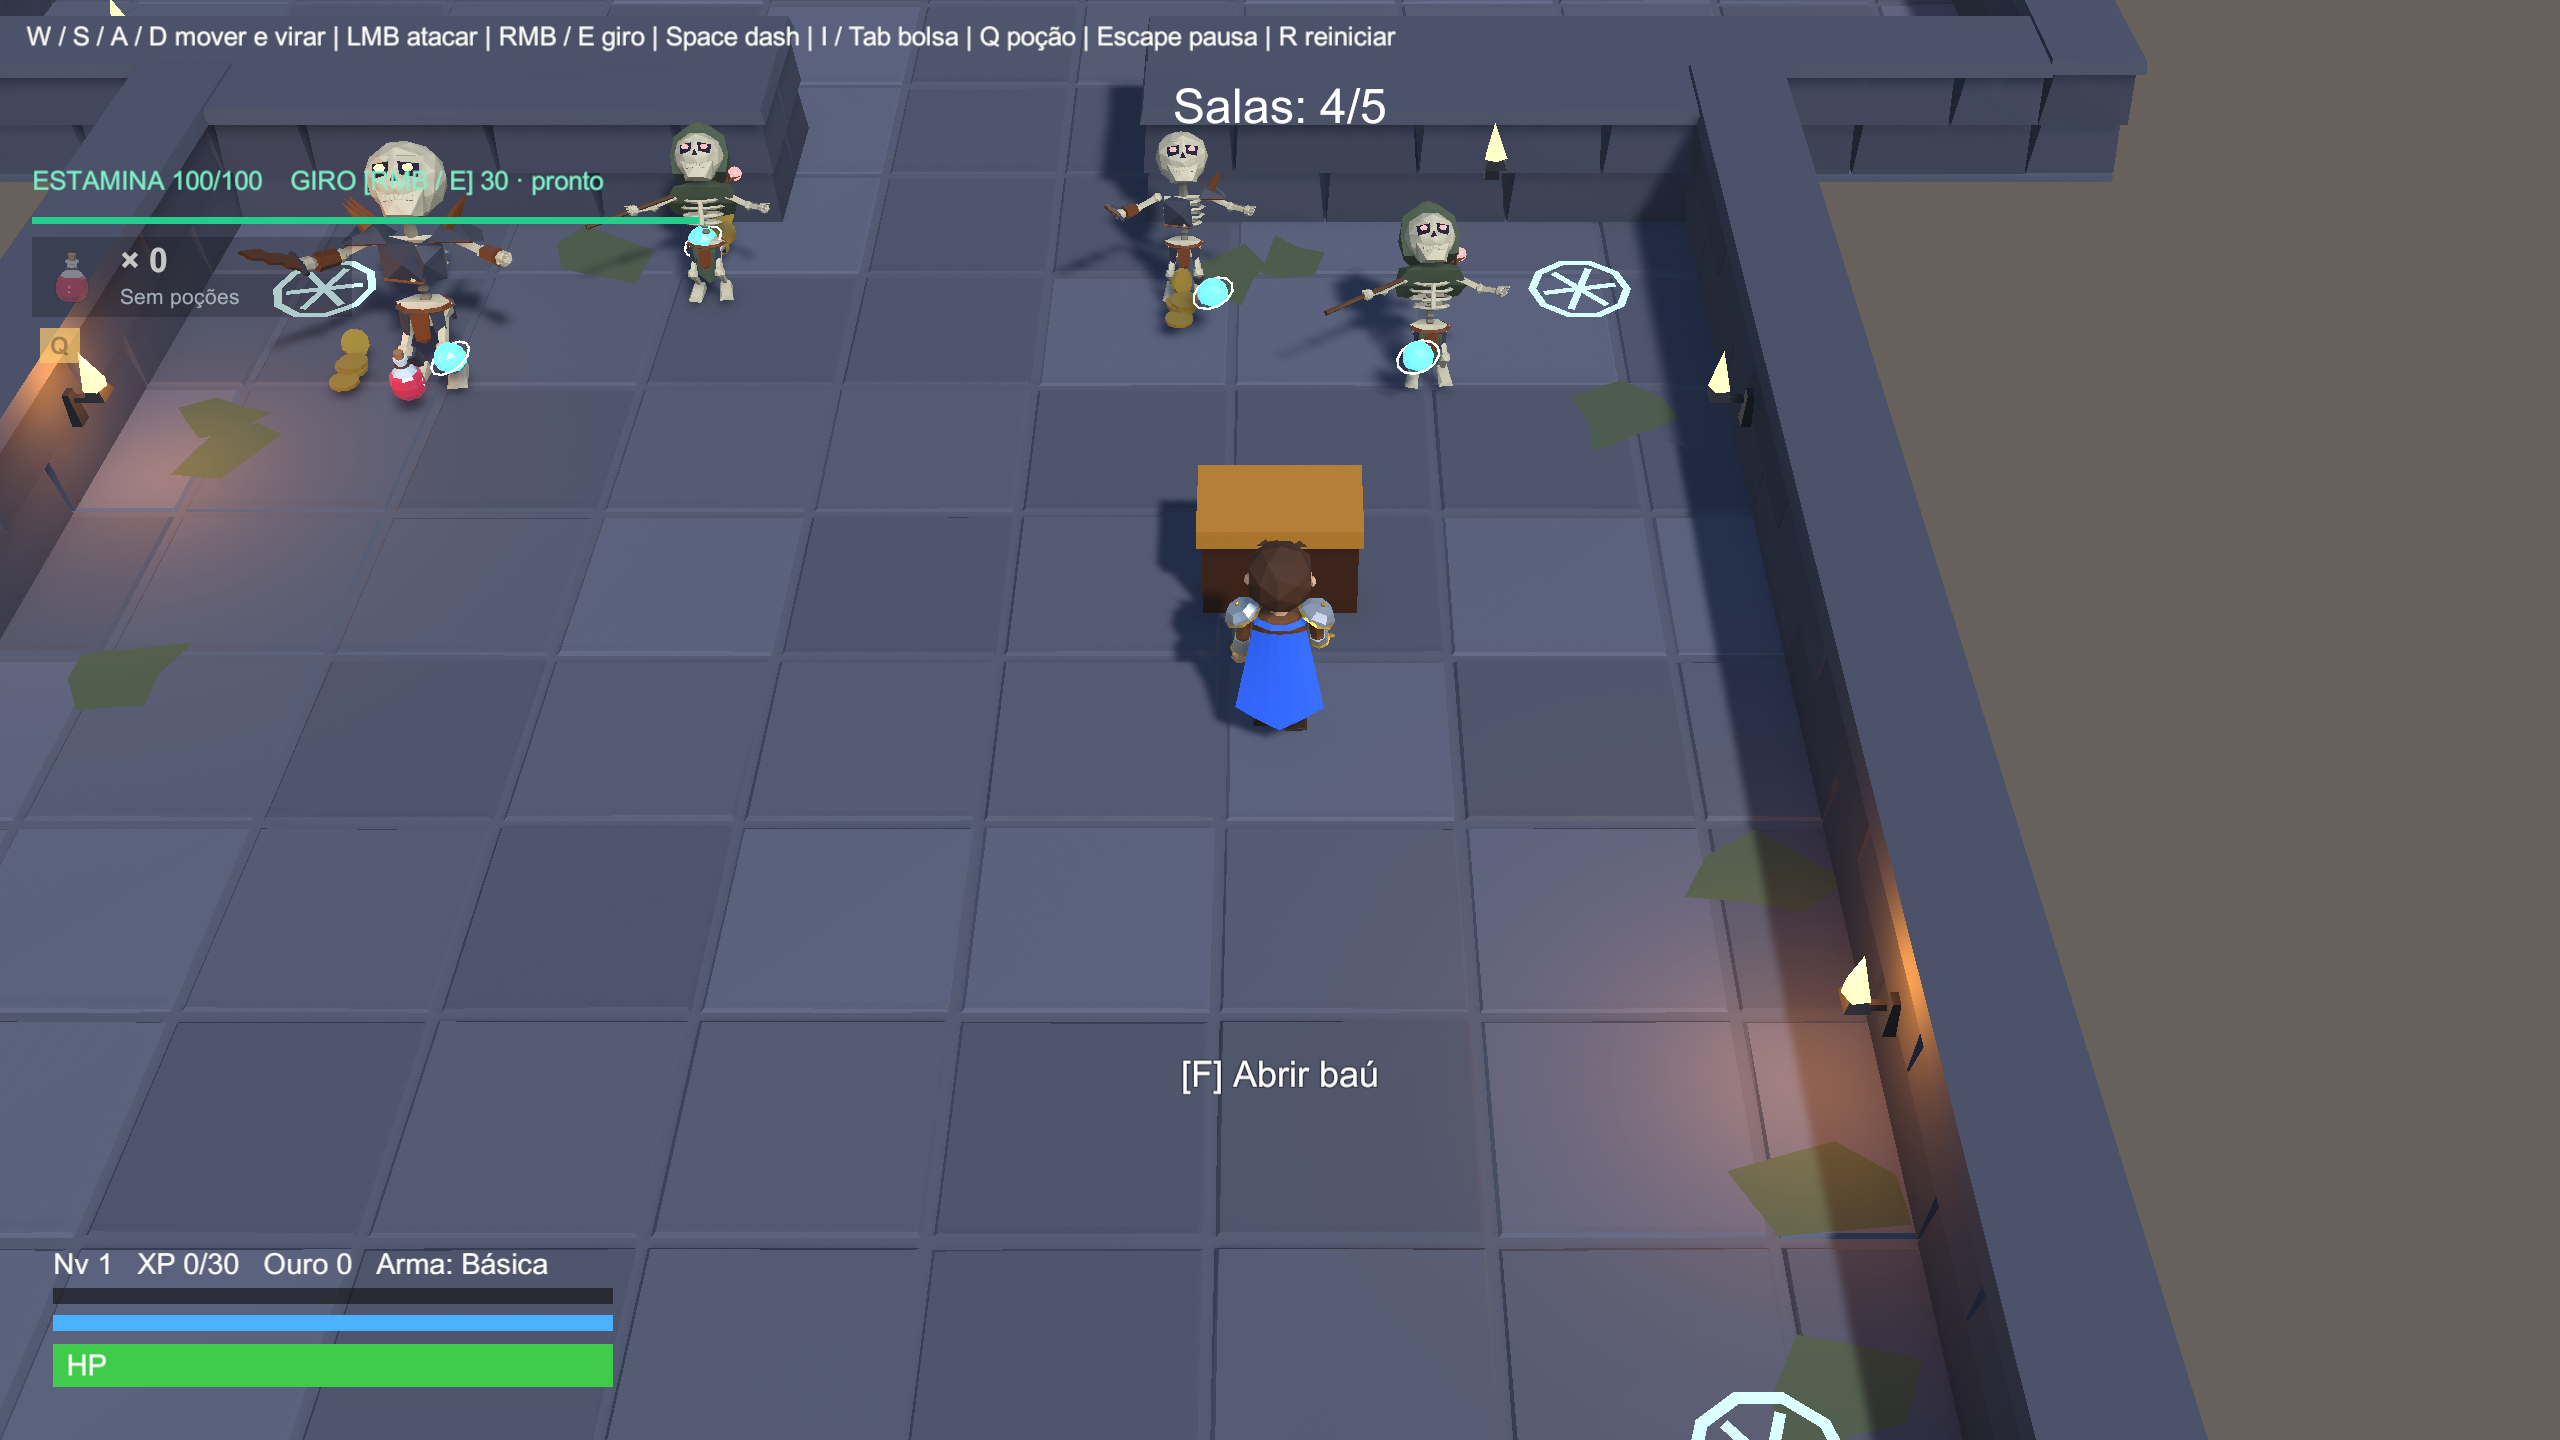 W / S / A / D mover e virar | LMB atacar | RMB / E giro | Space dash | I / Tab bolsa | Q poção | Escape pausa | R reiniciar
Salas: 4/5
ESTAMINA 100/100 GIRO [RMB / E] 30 · pronto
× 0
Sem poções
Q
[F] Abrir baú
Nv 1 XP 0/30 Ouro 0 Arma: Básica
HP